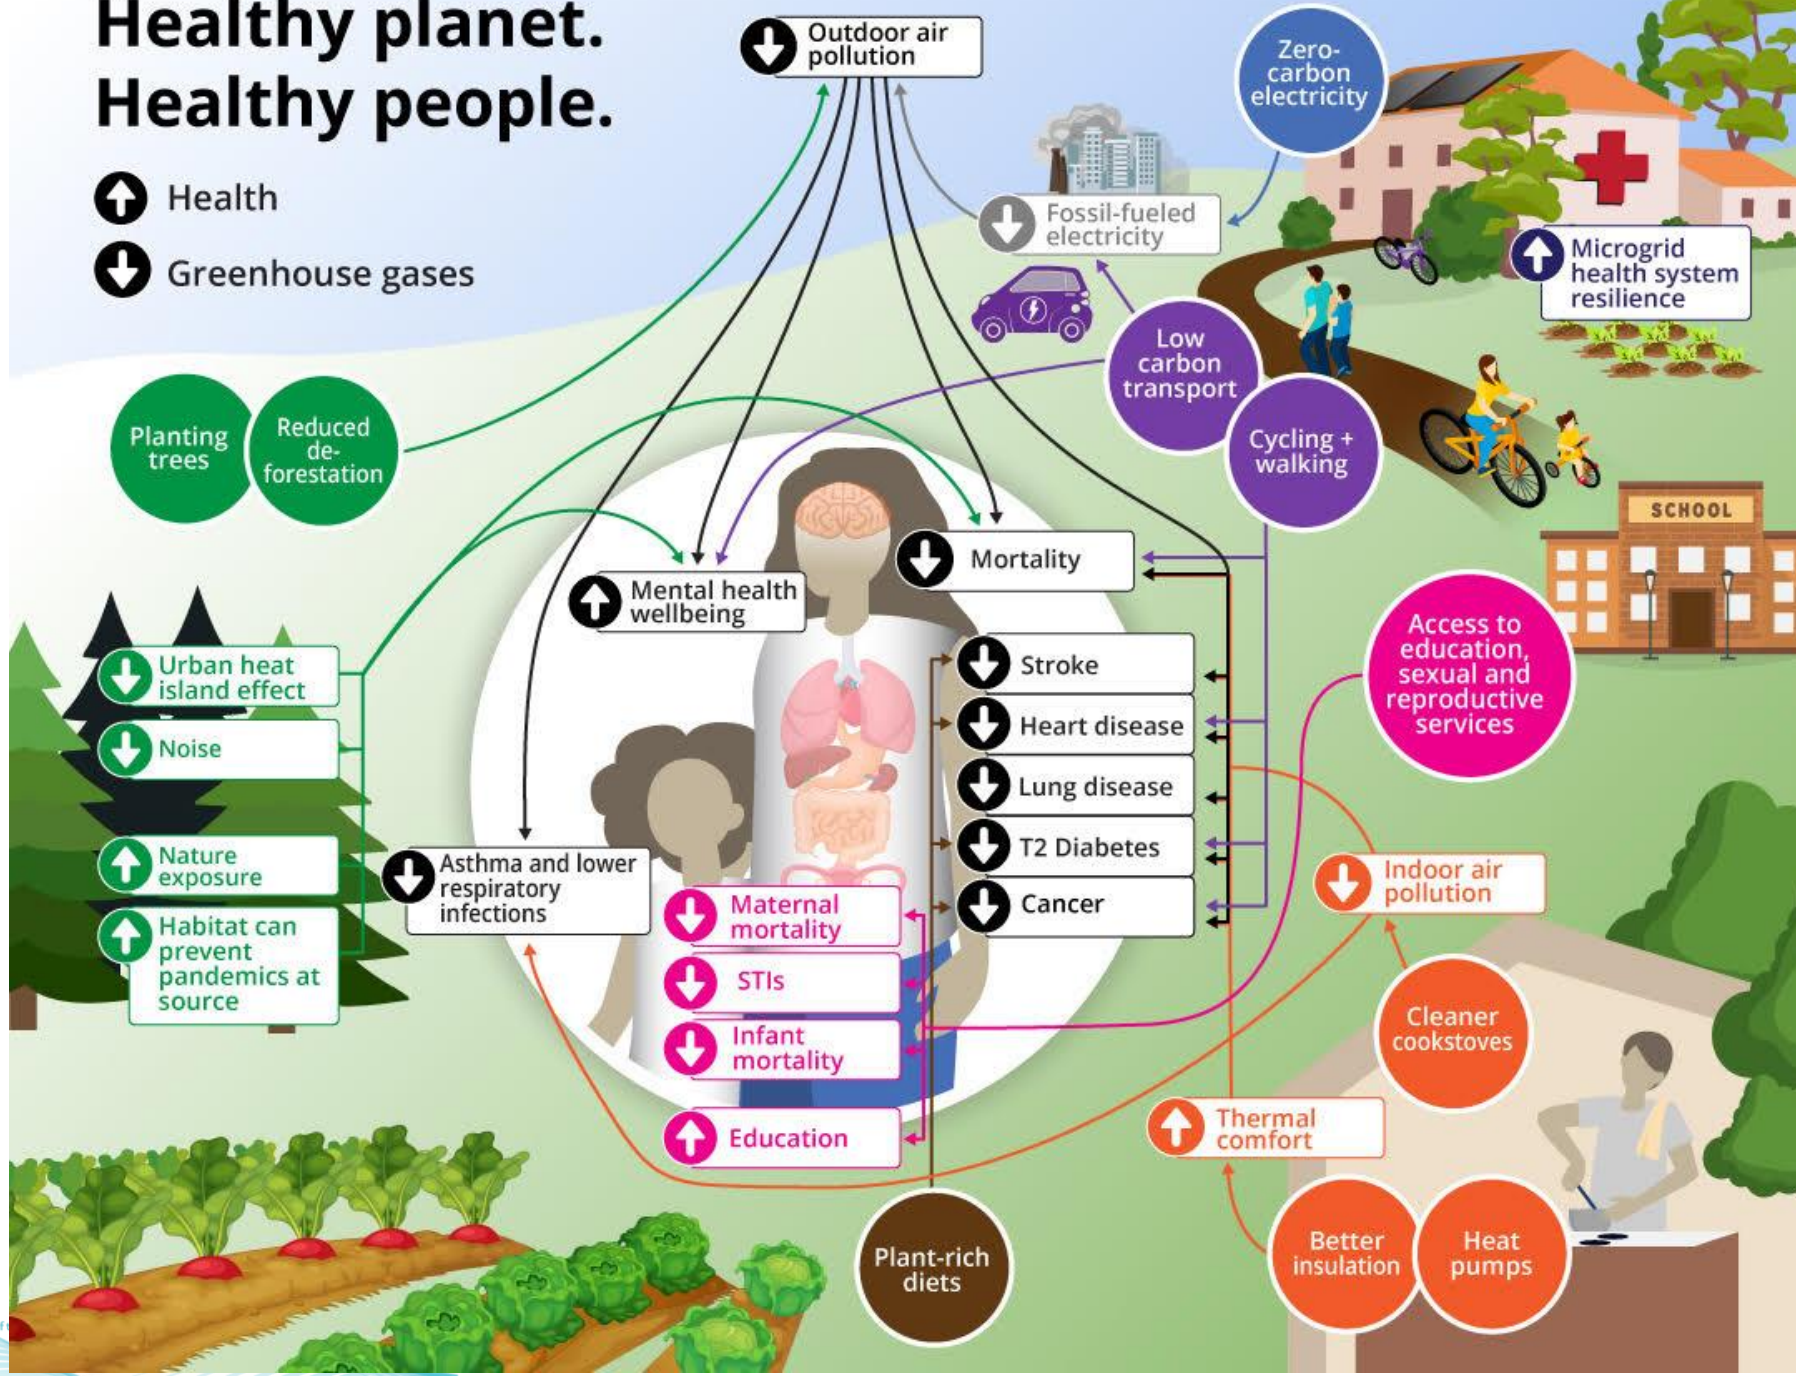 Healthy planet.
Healthy people.
Health
Greenhouse gases
Outdoor air
pollution
Zero-
carbon
electricity
Fossil-fueled
electricity
Microgrid
health system
resilience
Low
carbon
transport
Cycling +
walking
Planting
trees
Reduced
de-
forestation
SCHOOL
Mortality
Mental health
wellbeing
Access to
education,
sexual and
reproductive
services
Urban heat
island effect
Noise
Nature
exposure
Habitat can
prevent
pandemics at
source
Stroke
Heart disease
Lung disease
T2 Diabetes
Cancer
Asthma and lower
respiratory
infections
Maternal
mortality
STIs
Infant
mortality
Education
Indoor air
pollution
Cleaner
cookstoves
Thermal
comfort
Better
insulation
Heat
pumps
Plant-rich
diets